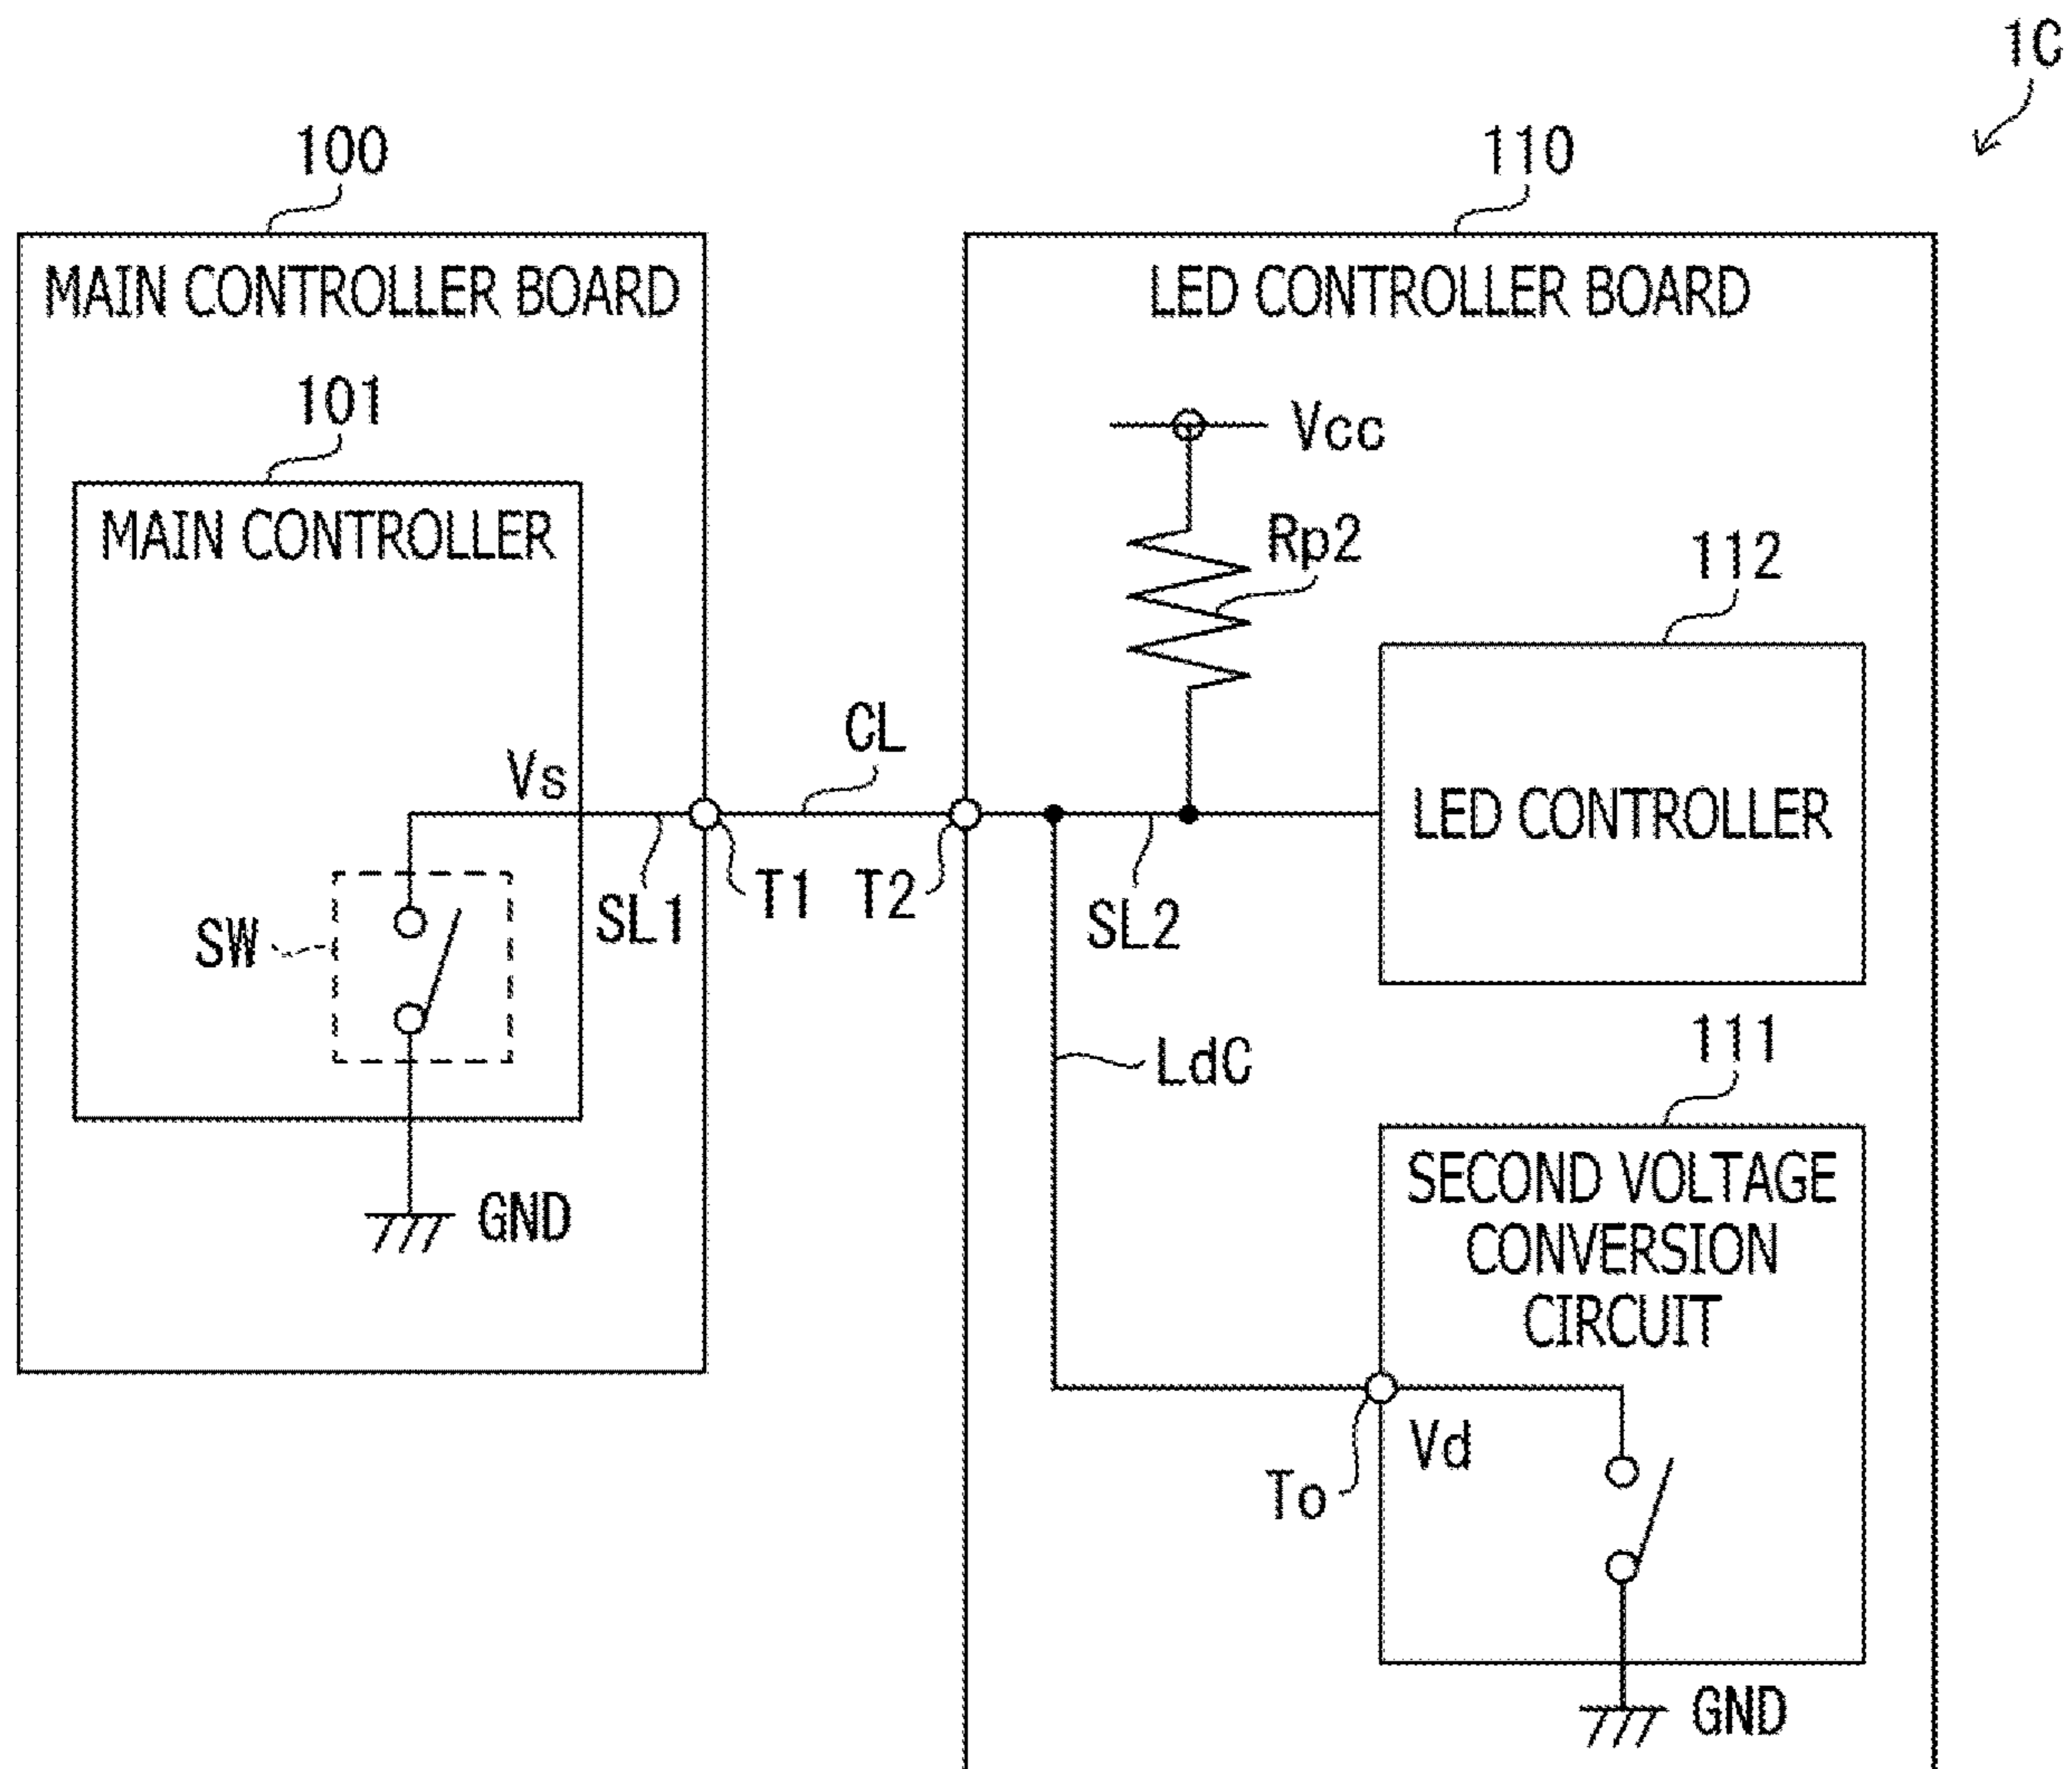 1C
100
110
MAIN CONTROLLER BOARD
LED CONTROLLER BOARD
101
MAIN CONTROLLER
Vcc
Rp2
112
LED CONTROLLER
Vs
CL
SL1
T1
T2
SL2
SW
LdC
GND
111
SECOND VOLTAGE
CONVERSION
CIRCUIT
Vd
To
GND